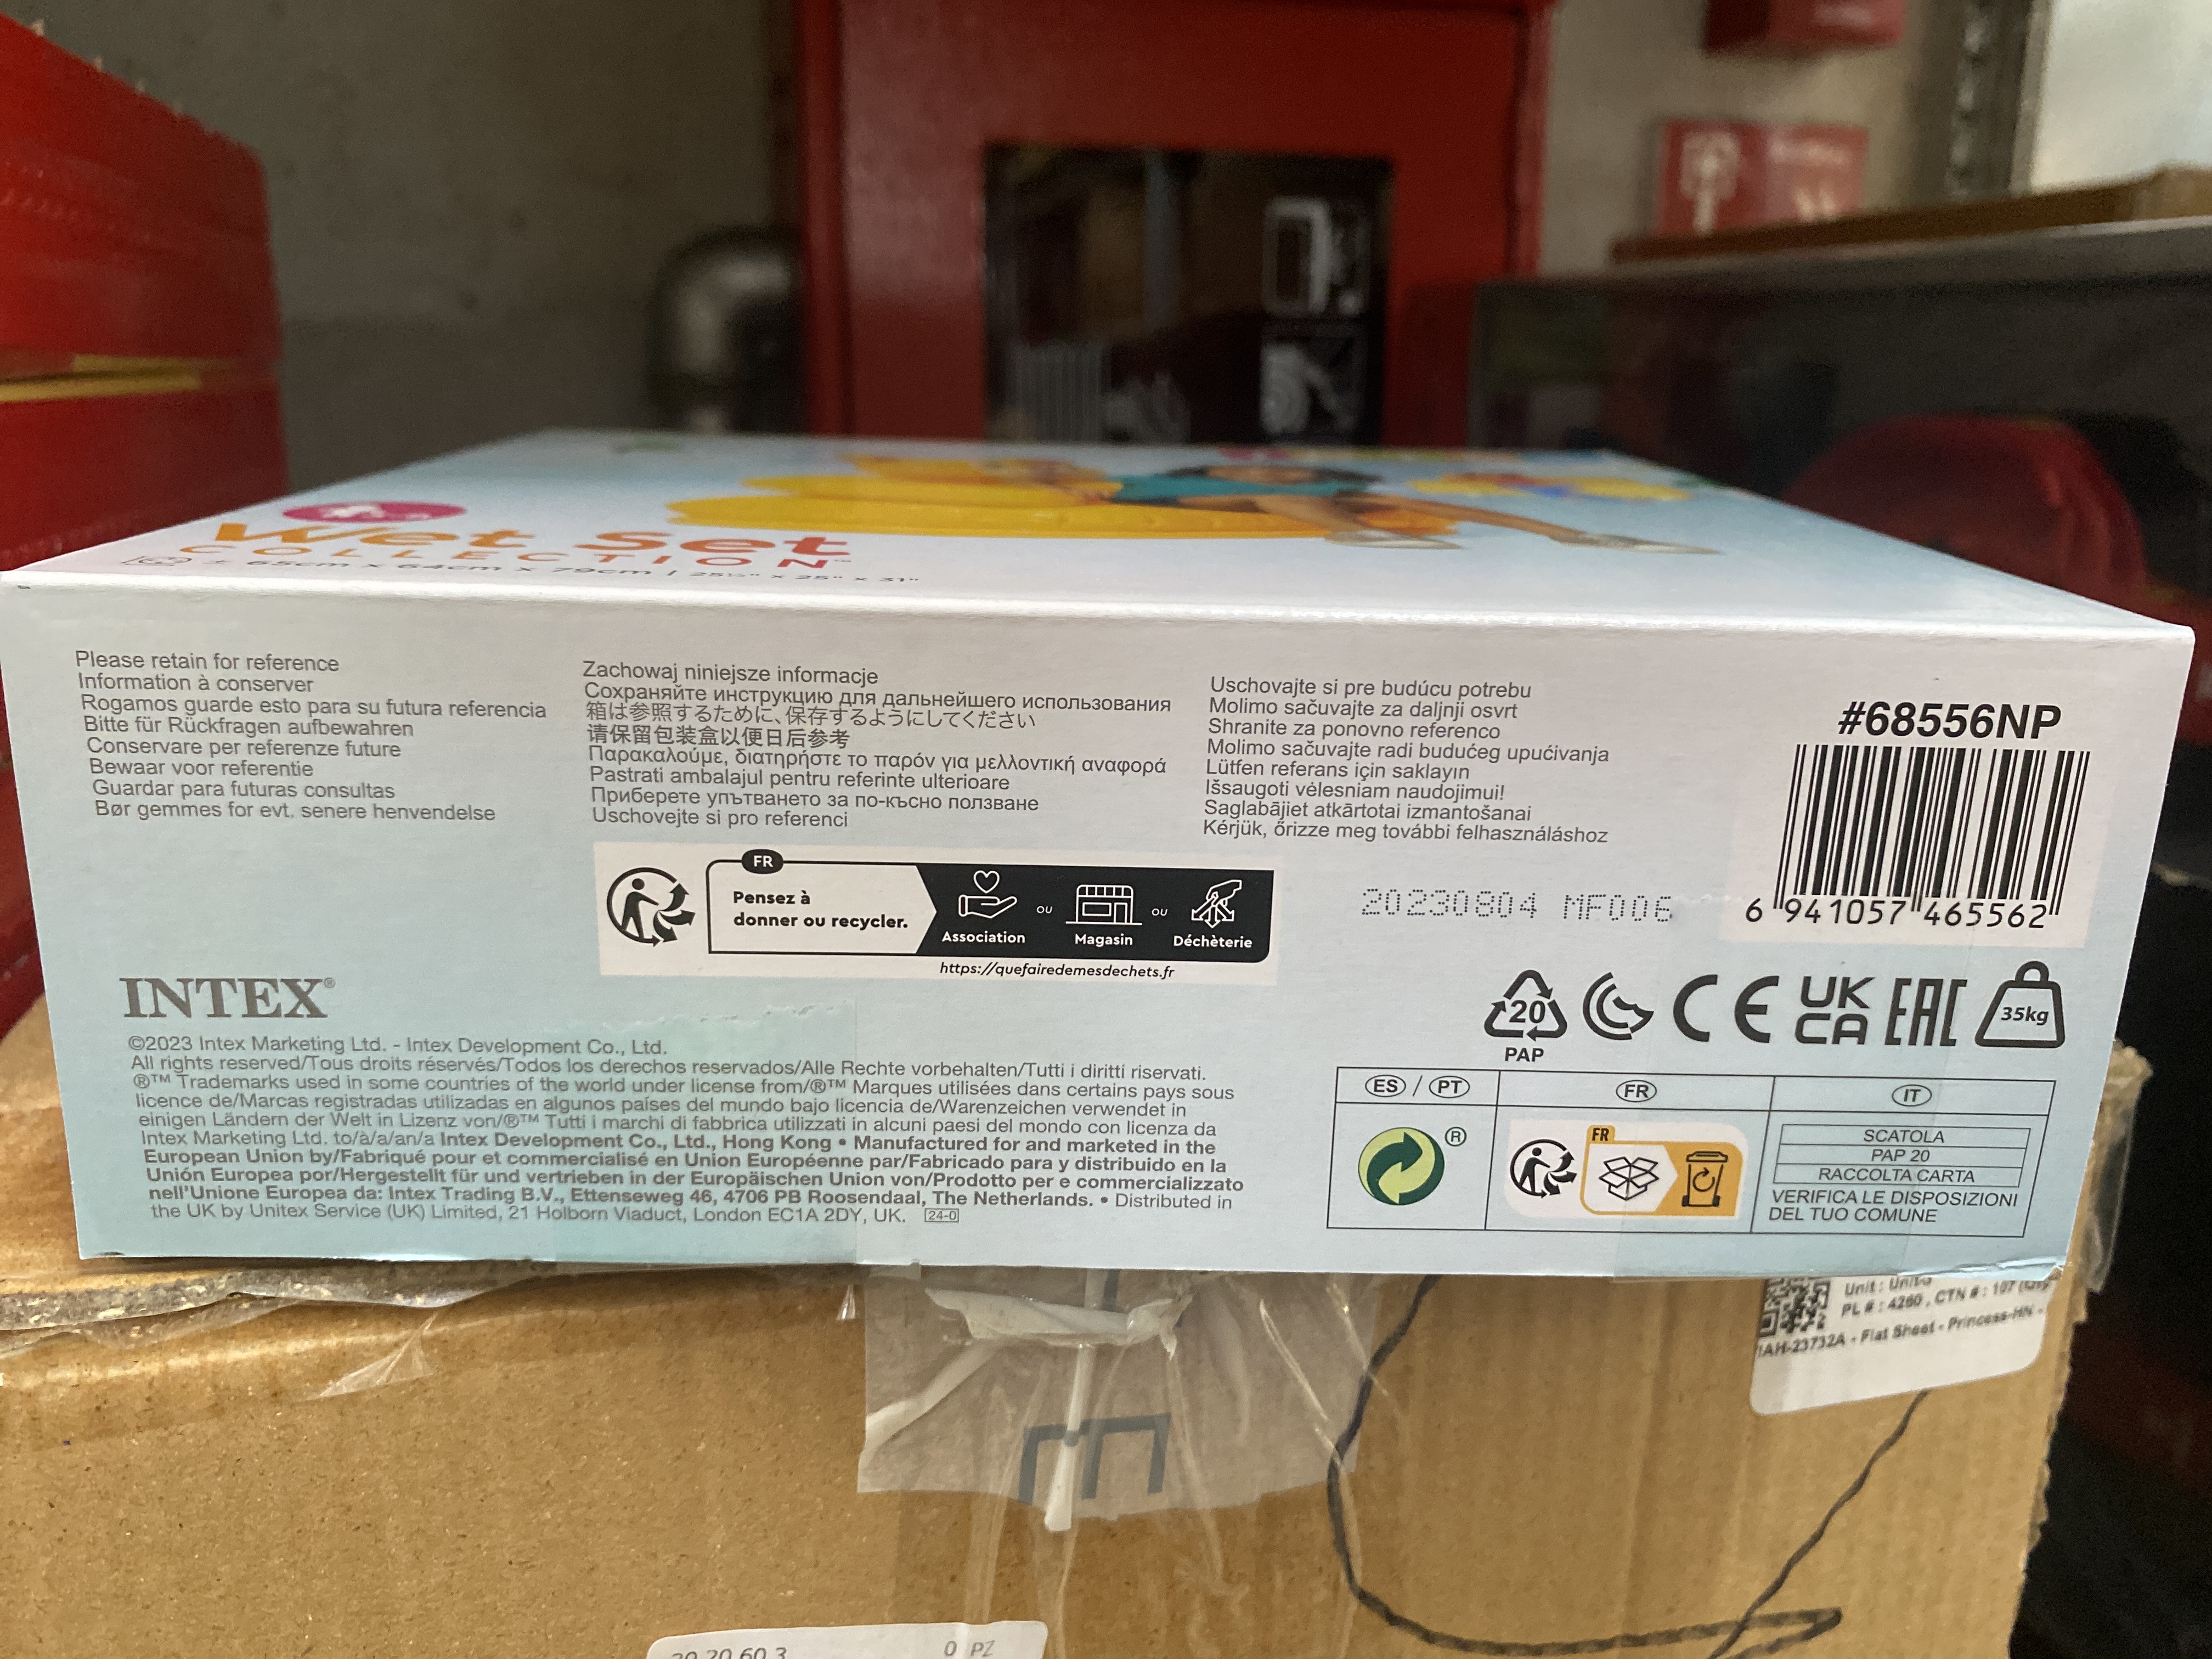 Wet Set
COLLECTION™
± 65cm x 64cm x 79cm | 25½" x 25" x 31"
Please retain for reference
Information à conserver
Rogamos guarde esto para su futura referencia
Bitte für Rückfragen aufbewahren
Conservare per referenze future
Bewaar voor referentie
Guardar para futuras consultas
Bør gemmes for evt. senere henvendelse
Zachowaj niniejsze informacje
Сохраняйте инструкцию для дальнейшего использования
箱は参照するために、保存するようにしてください
请保留包装盒以便日后参考
Παρακαλούμε, διατηρήστε το παρόν για μελλοντική αναφορά
Pastrati ambalajul pentru referinte ulterioare
Приберете упътването за по-късно ползване
Uschovejte si pro referenci
Uschovajte si pre budúcu potrebu
Molimo sačuvajte za daljnji osvrt
Shranite za ponovno referenco
Molimo sačuvajte radi budućeg upućivanja
Lütfen referans için saklayın
Išsaugoti vėlesniam naudojimui!
Saglabājiet atkārtotai izmantošanai
Kérjük, őrizze meg további felhasználáshoz
#68556NP
6 941057 465562
FR
Pensez à
donner ou recycler.
Association
OU
Magasin
OU
Déchèterie
https://quefairedemesdechets.fr
20230804 MF006
INTEX®
©2023 Intex Marketing Ltd. - Intex Development Co., Ltd.
All rights reserved/Tous droits réservés/Todos los derechos reservados/Alle Rechte vorbehalten/Tutti i diritti riservati.
®™ Trademarks used in some countries of the world under license from/®™ Marques utilisées dans certains pays sous
licence de/Marcas registradas utilizadas en algunos países del mundo bajo licencia de/Warenzeichen verwendet in
einigen Ländern der Welt in Lizenz von/®™ Tutti i marchi di fabbrica utilizzati in alcuni paesi del mondo con licenza da
Intex Marketing Ltd. to/à/a/an/a Intex Development Co., Ltd., Hong Kong • Manufactured for and marketed in the
European Union by/Fabriqué pour et commercialisé en Union Européenne par/Fabricado para y distribuido en la
Unión Europea por/Hergestellt für und vertrieben in der Europäischen Union von/Prodotto per e commercializzato
nell'Unione Europea da: Intex Trading B.V., Ettenseweg 46, 4706 PB Roosendaal, The Netherlands. • Distributed in
the UK by Unitex Service (UK) Limited, 21 Holborn Viaduct, London EC1A 2DY, UK. 24-0
20
PAP
CE
UK
CA
EAC
35kg
ES / PT
FR
IT
®
FR
SCATOLA
PAP 20
RACCOLTA CARTA
VERIFICA LE DISPOSIZIONI
DEL TUO COMUNE
Unit :
PL # : 4260 , CTN # : 107
IAH-23732A - Flat Sheet - Princess-HN -
0 PZ